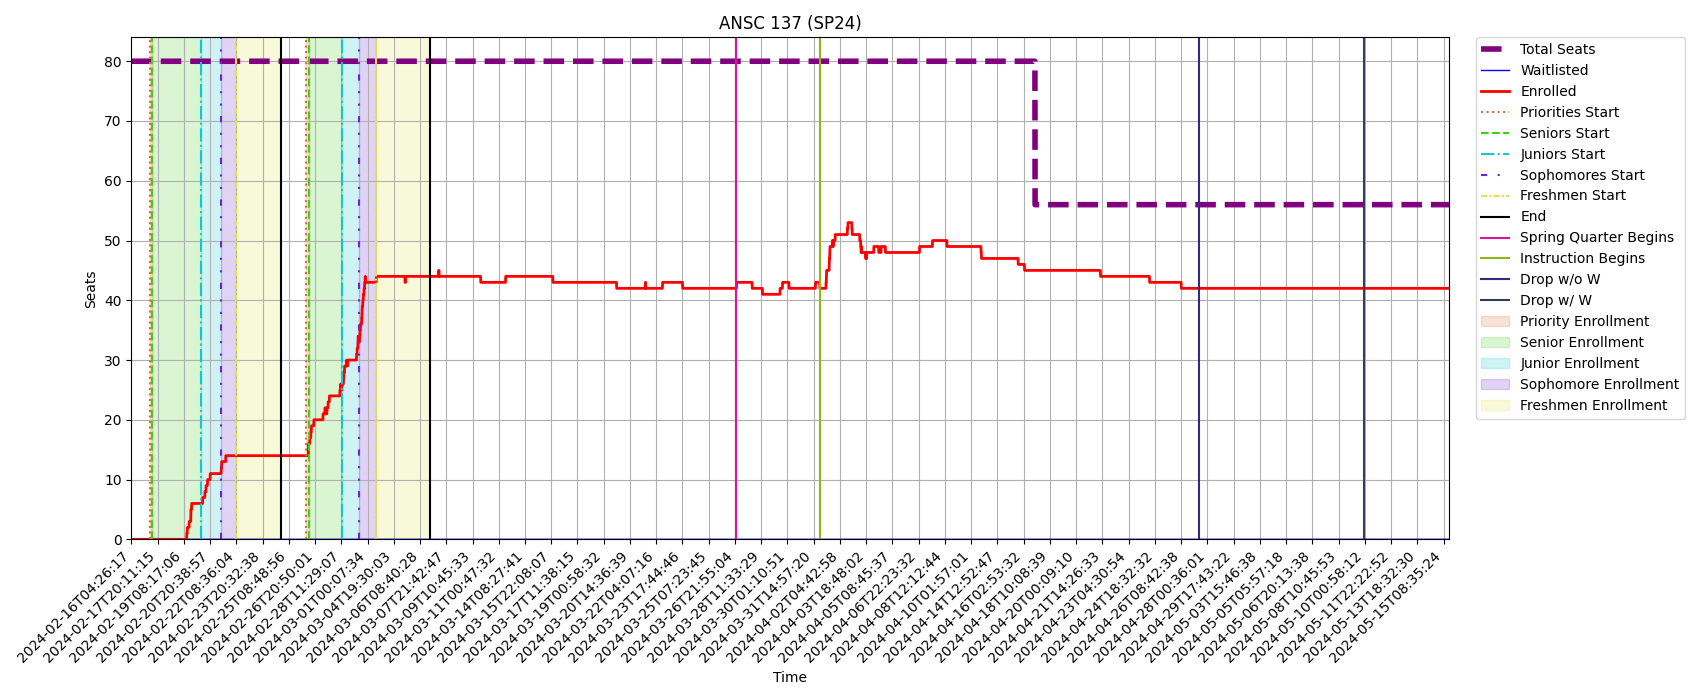 ANSC 137 (SP24)
Seats
80
70
60
50
40
30
20
10
0
2024-02-16T04:26:17
2024-02-17T20:11:15
2024-02-19T08:17:06
2024-02-20T20:38:57
2024-02-22T08:36:04
2024-02-23T20:32:38
2024-02-25T08:48:56
2024-02-26T20:50:01
2024-02-28T11:29:07
2024-03-01T00:07:34
2024-03-04T19:30:03
2024-03-06T08:40:28
2024-03-07T21:42:47
2024-03-09T10:45:33
2024-03-11T00:47:32
2024-03-14T08:27:41
2024-03-15T22:08:07
2024-03-17T11:38:15
2024-03-19T00:58:32
2024-03-20T14:36:39
2024-03-22T04:07:16
2024-03-23T17:44:46
2024-03-25T07:23:45
2024-03-26T21:55:04
2024-03-28T11:33:29
2024-03-30T01:10:51
2024-03-31T14:57:20
2024-04-02T04:42:58
2024-04-03T18:48:02
2024-04-05T08:45:37
2024-04-06T22:23:32
2024-04-08T12:12:44
2024-04-10T01:57:01
2024-04-14T12:52:47
2024-04-16T02:53:32
2024-04-18T10:08:39
2024-04-20T00:09:16
2024-04-21T14:26:33
2024-04-23T04:30:54
2024-04-24T18:32:32
2024-04-26T08:42:38
2024-04-28T00:36:01
2024-04-29T17:43:22
2024-05-03T15:46:38
2024-05-05T05:57:18
2024-05-06T20:13:38
2024-05-08T10:45:53
2024-05-10T00:58:12
2024-05-11T22:22:52
2024-05-13T18:32:30
2024-05-15T08:35:24
Time
Total Seats
Waitlisted
Enrolled
Priorities Start
Seniors Start
Juniors Start
Sophomores Start
Freshmen Start
End
Spring Quarter Begins
Instruction Begins
Drop w/o W
Drop w/ W
Priority Enrollment
Senior Enrollment
Junior Enrollment
Sophomore Enrollment
Freshmen Enrollment